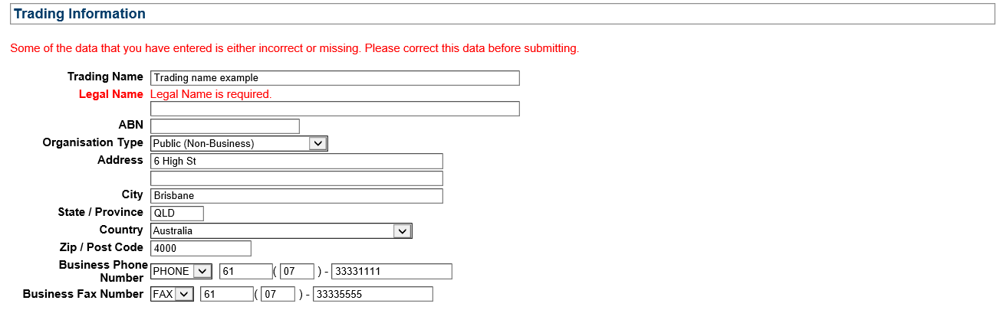 Trading Information
Some of the data that you have entered is either incorrect or missing. Please correct this data before submitting.
Trading Name Trading name example
Legal Name Legal Name is required.
ABN
Organisation Type Public (Non-Business)
Address 6 High St
City Brisbane
State / Province QLD
Country Australia
Zip / Post Code 4000
Business Phone
Number PHONE 61 ( 07 ) - 33331111
Business Fax Number FAX 61 ( 07 ) - 33335555